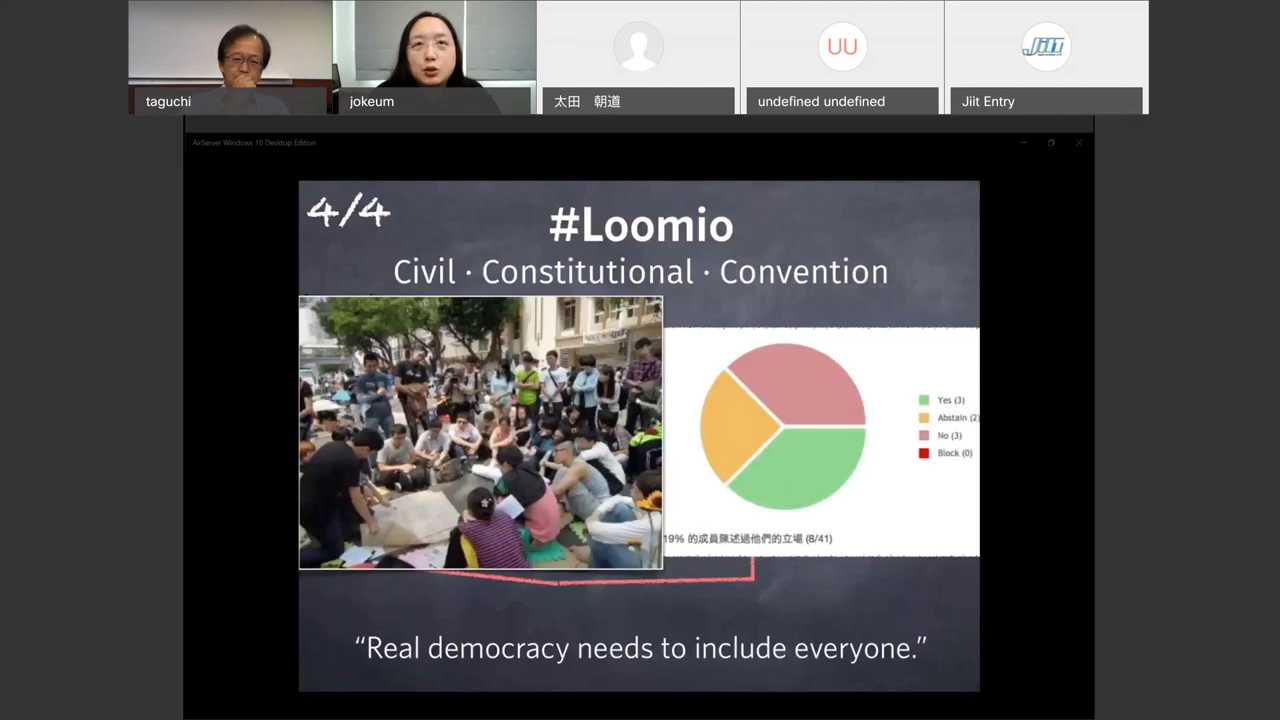 UU
JiiT
taguchi
jokeum
太田 朝道
undefined undefined
Jiit Entry
AirServer Windows 10 Desktop Edition
4/4
#Loomio
Civil · Constitutional · Convention
Yes (3)
Abstain (2)
No (3)
Block (0)
19% 的成員陳述過他們的立場 (8/41)
“Real democracy needs to include everyone.”